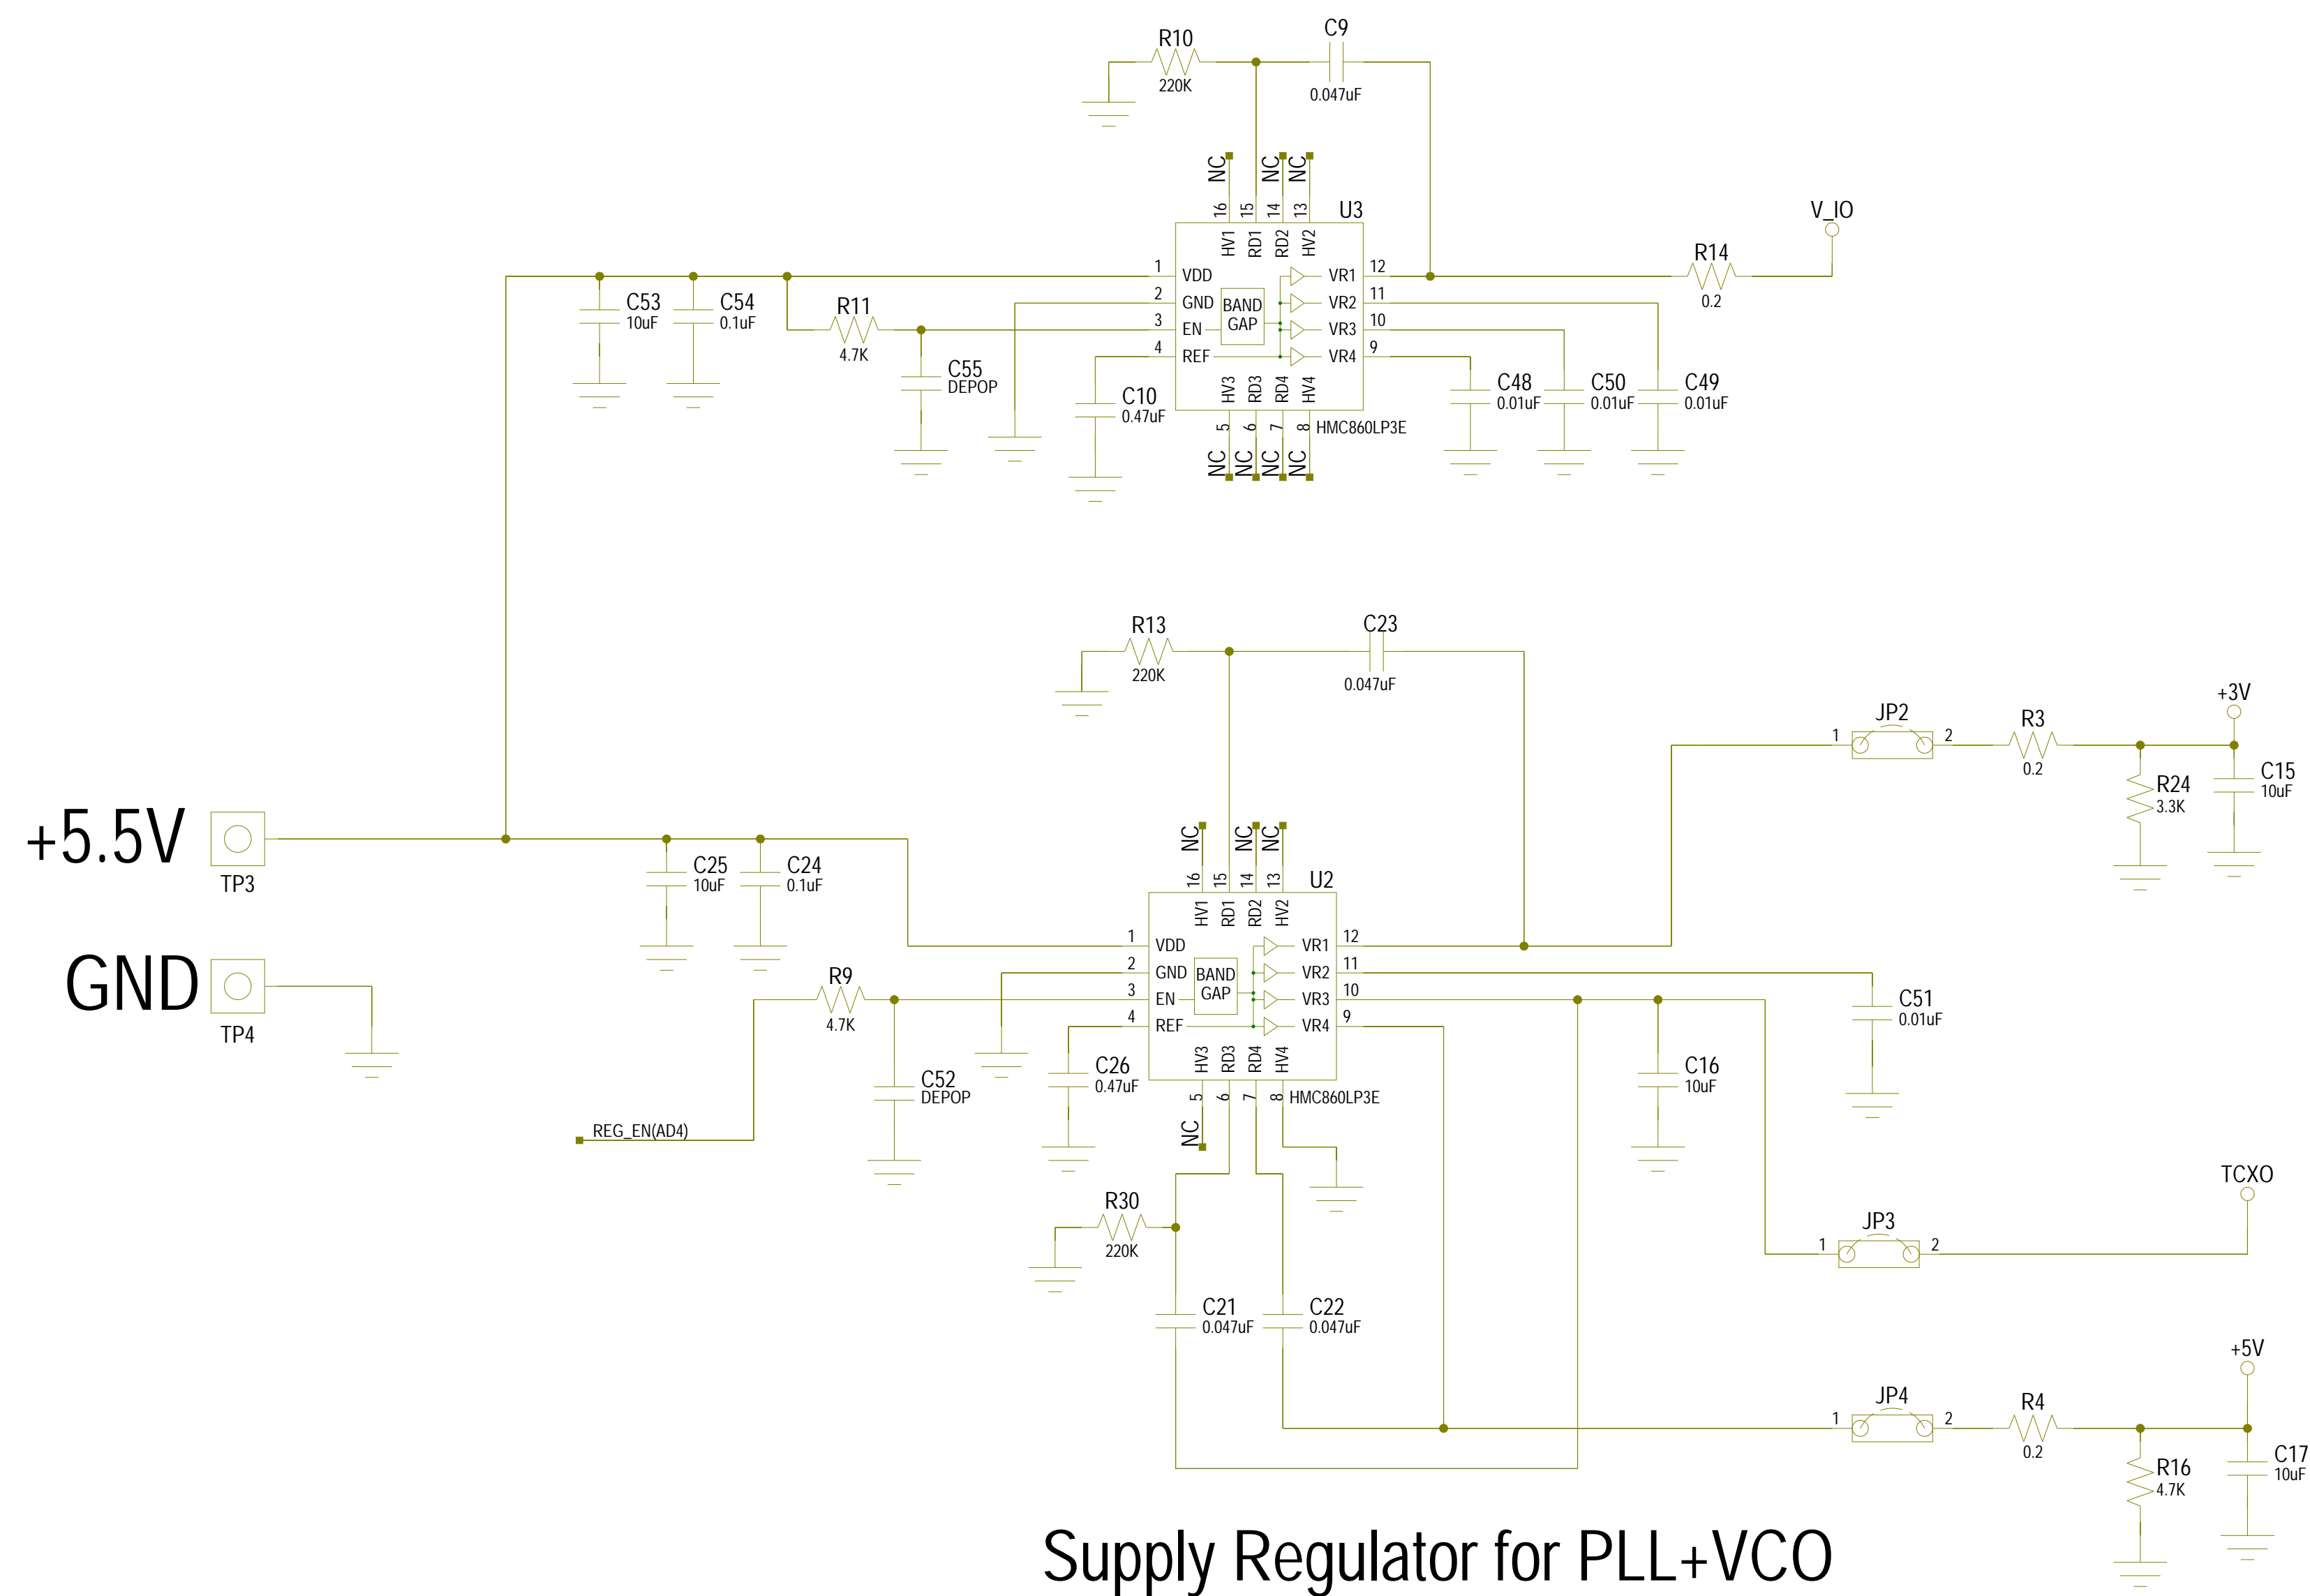 C9
R10
220K
0.047uF
NC NC NC
16 15 14 13 U3
HV1 RD1 RD2 HV2
V_IO
R14
0.2
1 VDD VR1 12
2 GND VR2 11
3 EN VR3 10
4 REF VR4 9
BAND
GAP
HV3 RD3 RD4 HV4
5 6 7 8 HMC860LP3E
NC NC NC NC
C53
10uF
C54
0.1uF
R11
4.7K
C55
DEPOP
C10
0.47uF
C48
0.01uF
C50
0.01uF
C49
0.01uF
R13
220K
C23
0.047uF
JP2
1 2
R3
0.2
+3V
R24
3.3K
C15
10uF
+5.5V
TP3
GND
TP4
C25
10uF
C24
0.1uF
NC NC NC
16 15 14 13 U2
HV1 RD1 RD2 HV2
1 VDD VR1 12
2 GND VR2 11
3 EN VR3 10
4 REF VR4 9
BAND
GAP
HV3 RD3 RD4 HV4
5 6 7 8 HMC860LP3E
NC
R9
4.7K
C52
DEPOP
C26
0.47uF
REG_EN(AD4)
C51
0.01uF
C16
10uF
R30
220K
TCXO
JP3
1 2
C21
0.047uF
C22
0.047uF
+5V
JP4
1 2
R4
0.2
R16
4.7K
C17
10uF
Supply Regulator for PLL+VCO